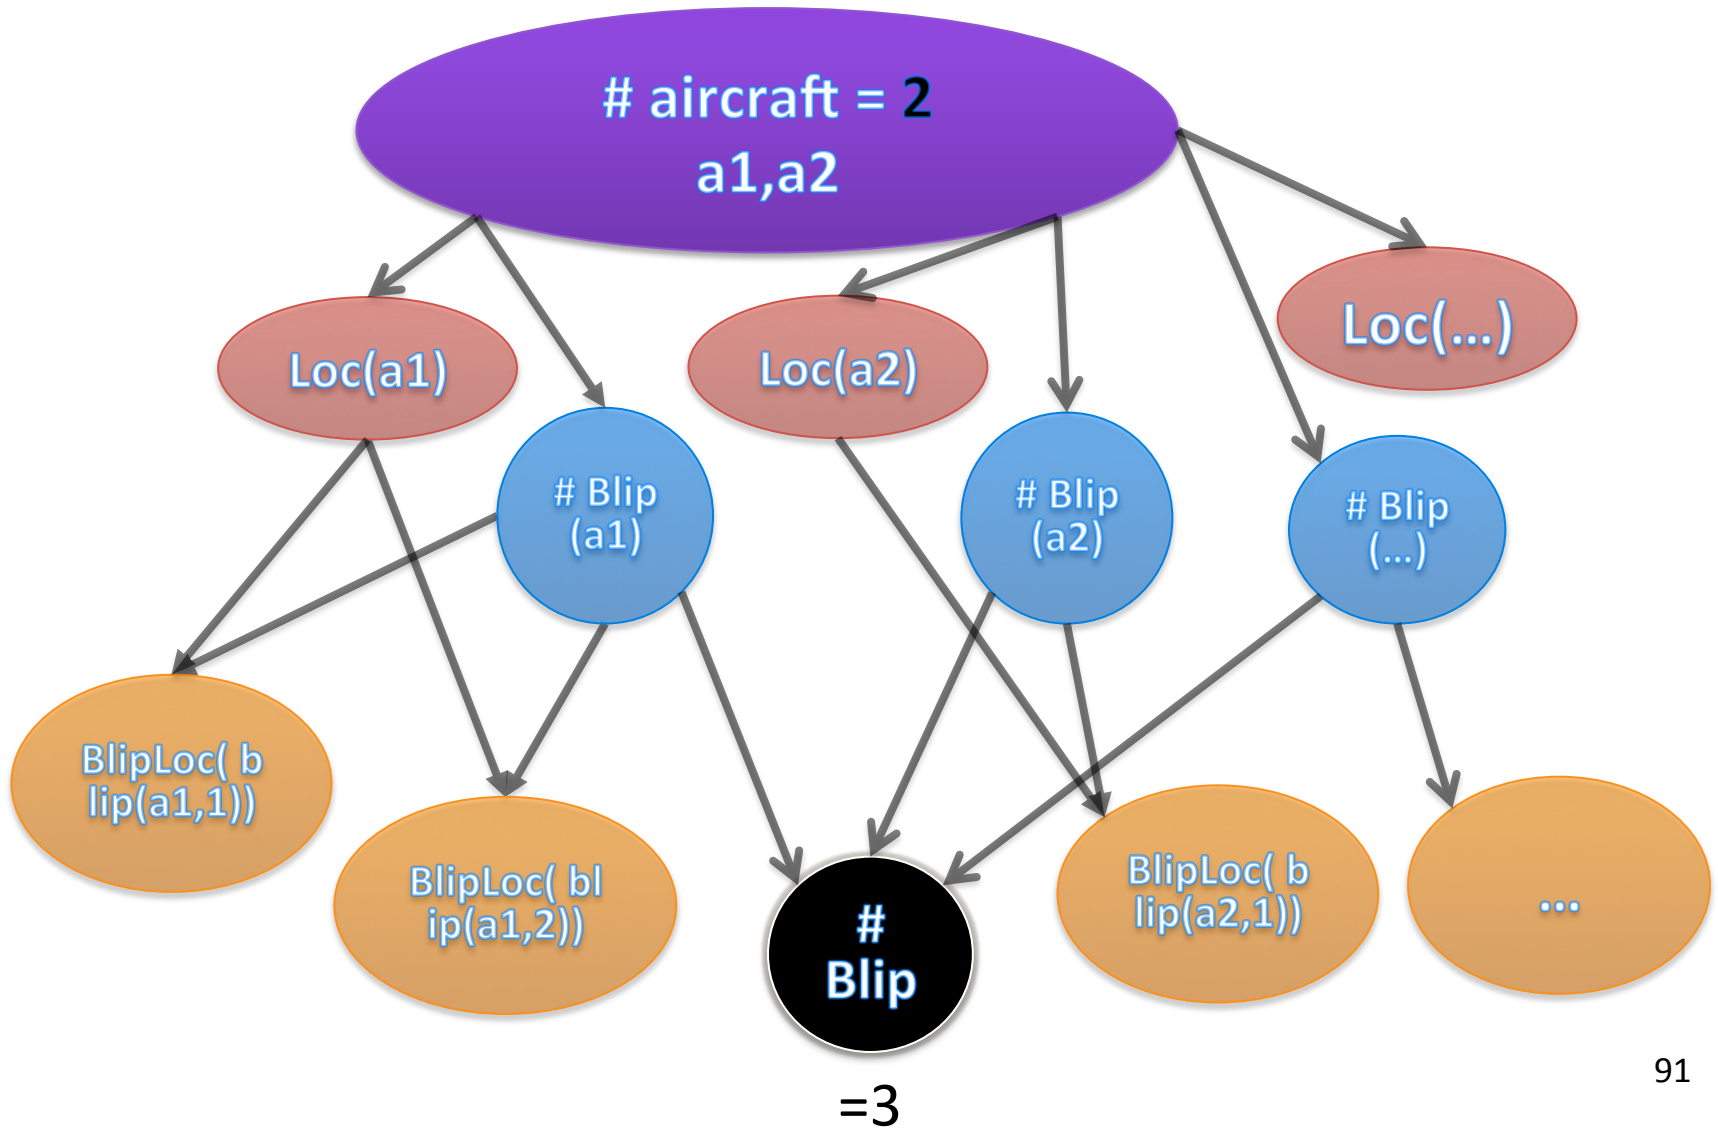 # aircraft = 2
a1,a2
Loc(a1)
Loc(a2)
Loc(...)
# Blip
(a1)
# Blip
(a2)
# Blip
(...)
BlipLoc( b
lip(a1,1))
BlipLoc( bl
ip(a1,2))
#
Blip
=3
BlipLoc( b
lip(a2,1))
...
91